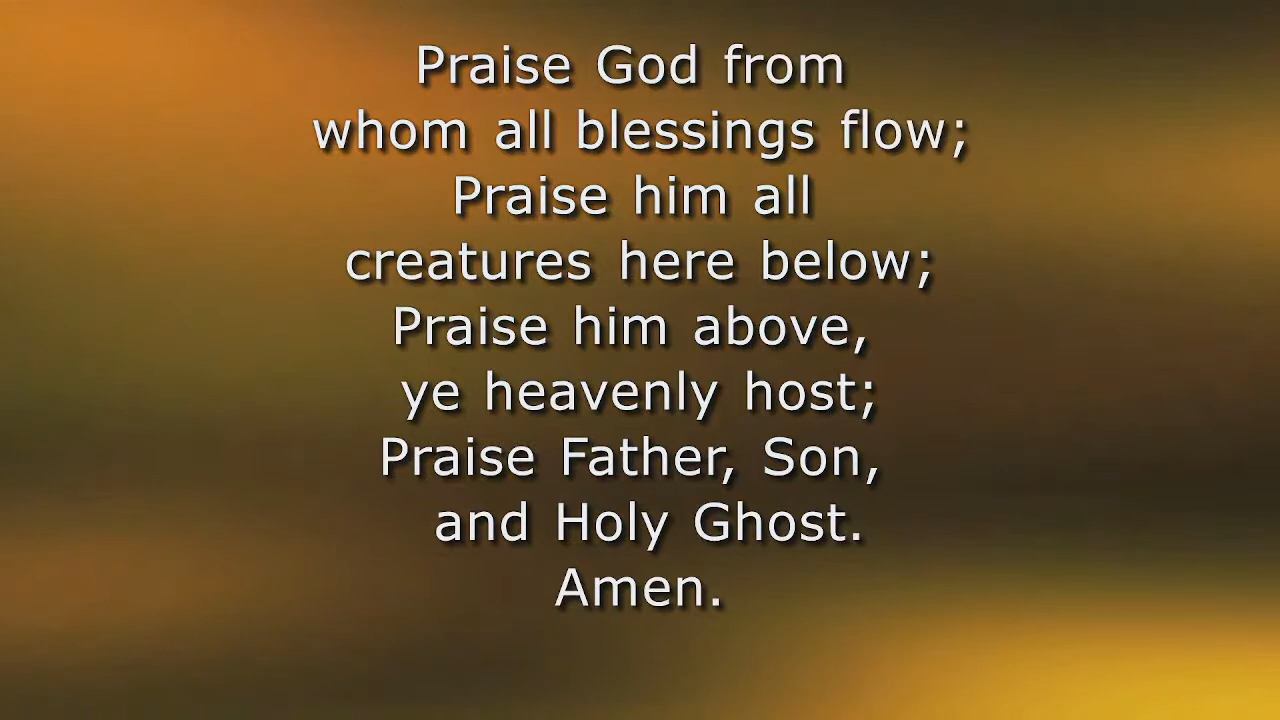 Praise God from
whom all blessings flow;
Praise him all
creatures here below;
Praise him above,
ye heavenly host;
Praise Father, Son,
and Holy Ghost.
Amen.